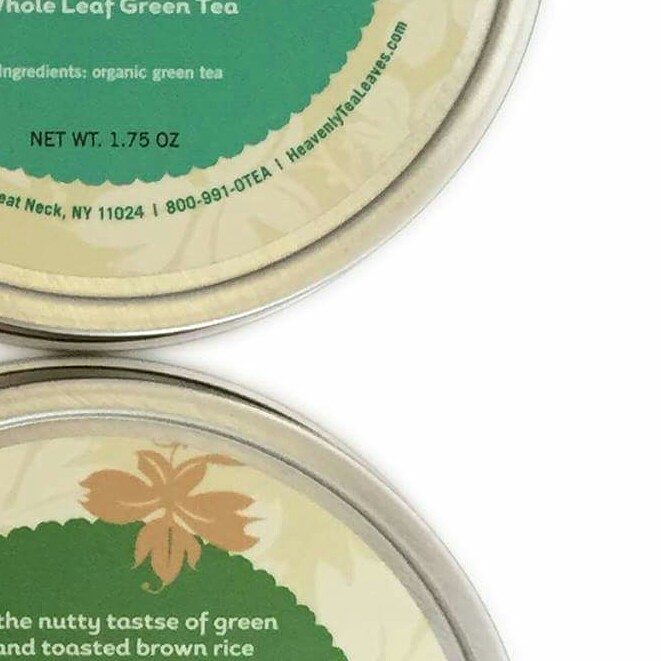 Whole Leaf Green Tea
Ingredients: organic green tea
NET WT. 1.75 OZ
eat Neck, NY 11024 | 800-991-0TEA | HeavenlyTeaLeaves.com
the nutty tastse of green
and toasted brown rice